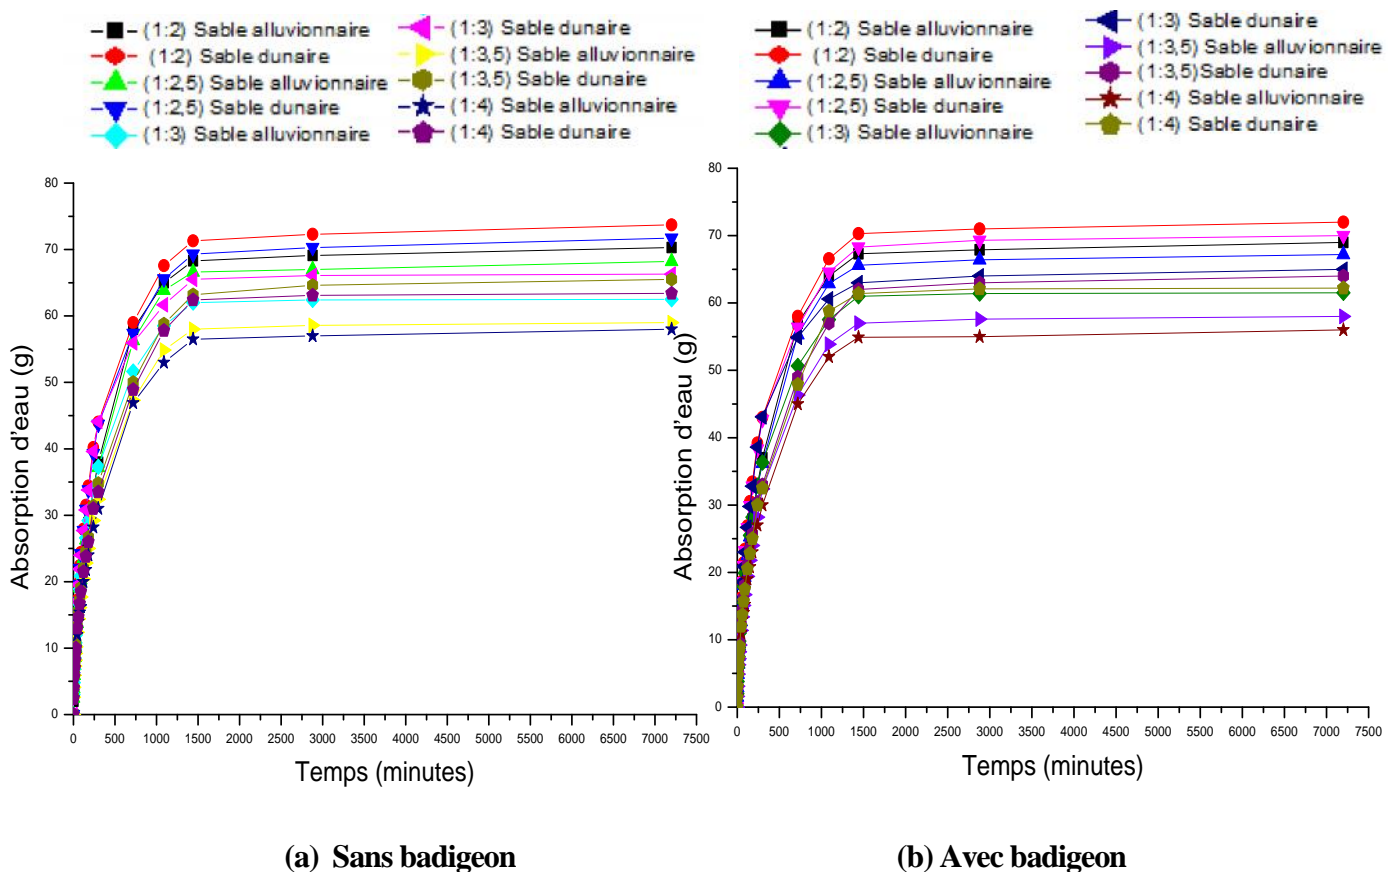 (1:2) Sable alluvionnaire
(1:2) Sable dunaire
(1:2,5) Sable alluvionnaire
(1:2,5) Sable dunaire
(1:3) Sable alluvionnaire
(1:3) Sable dunaire
(1:3,5) Sable alluvionnaire
(1:3,5) Sable dunaire
(1:4) Sable alluvionnaire
(1:4) Sable dunaire
80
70
60
50
40
30
20
10
0
Absorption d'eau (g)
0 500 1000 1500 2000 2500 3000 3500 4000 4500 5000 5500 6000 6500 7000 7500
Temps (minutes)
(a) Sans badigeon
(1:2) Sable alluvionnaire
(1:2) Sable dunaire
(1:2,5) Sable alluvionnaire
(1:2,5) Sable dunaire
(1:3) Sable alluvionnaire
(1:3) Sable dunaire
(1:3,5) Sable alluvionnaire
(1:3,5)Sable dunaire
(1:4) Sable alluvionnaire
(1:4) Sable dunaire
80
70
60
50
40
30
20
10
0
Absorption d'eau (g)
0 500 1000 1500 2000 2500 3000 3500 4000 4500 5000 5500 6000 6500 7000 7500
Temps (minutes)
(b) Avec badigeon